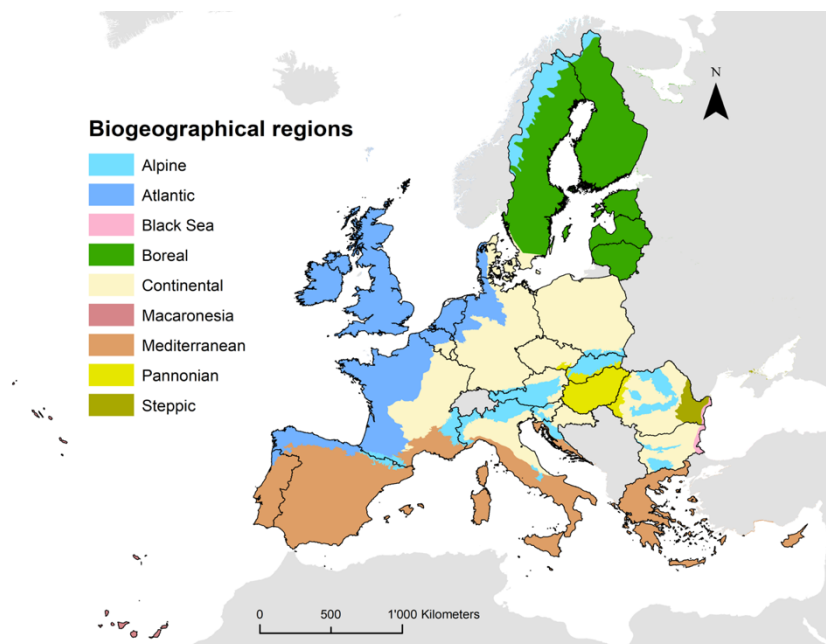 N
Biogeographical regions
Alpine
Atlantic
Black Sea
Boreal
Continental
Macaronesia
Mediterranean
Pannonian
Steppic
0 500 1'000 Kilometers